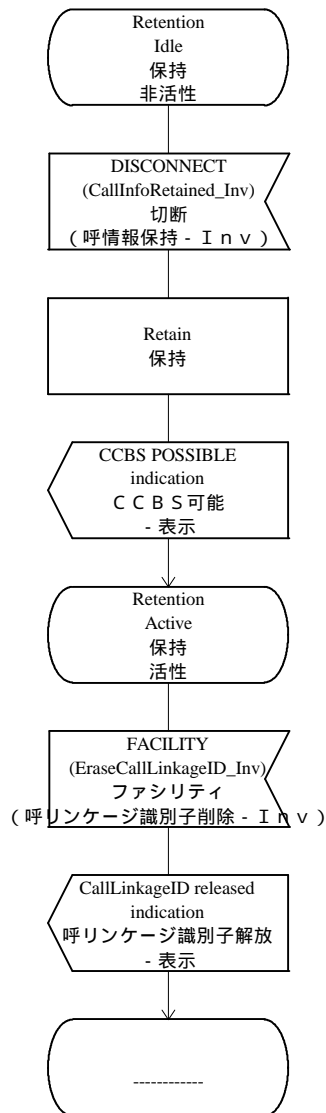 Retention
Idle
保持
非活性
DISCONNECT
(CallInfoRetained_Inv)
切断
(呼情報保持-Ｉｎｖ)
Retain
保持
CCBS POSSIBLE
indication
ＣＣＢＳ可能
-表示
Retention
Active
保持
活性
FACILITY
(EraseCallLinkageID_Inv)
ファシリティ
(呼リンケージ識別子削除-Ｉｎｖ)
CallLinkageID released
indication
呼リンケージ識別子解放
-表示
------------